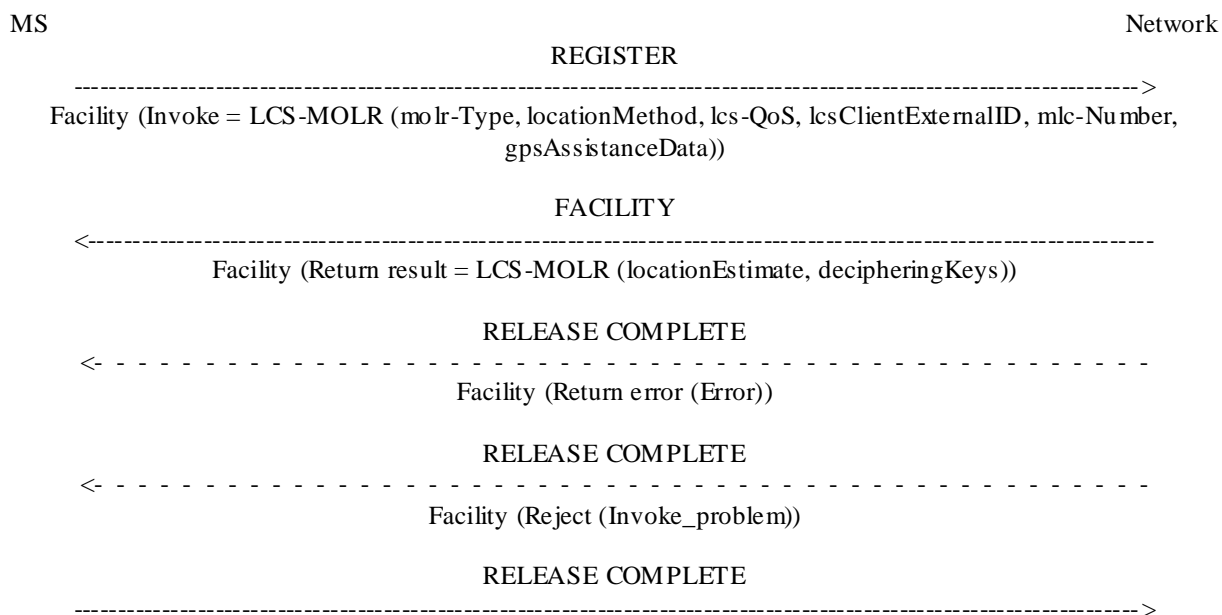 MS Network
REGISTER
------------------------------------------------------------------------------------------------------------------------>
Facility (Invoke = LCS-MOLR (molr-Type, locationMethod, lcs-QoS, lcsClientExternalID, mlc-Number,
gpsAssistanceData))
FACILITY
<------------------------------------------------------------------------------------------------------------------------
Facility (Return result = LCS-MOLR (locationEstimate, decipheringKeys))
RELEASE COMPLETE
<- - - - - - - - - - - - - - - - - - - - - - - - - - - - - - - - - - - - - - - - - - - - -
Facility (Return error (Error))
RELEASE COMPLETE
<- - - - - - - - - - - - - - - - - - - - - - - - - - - - - - - - - - - - - - - - - - - - -
Facility (Reject (Invoke_problem))
RELEASE COMPLETE
------------------------------------------------------------------------------------------------------------------------>